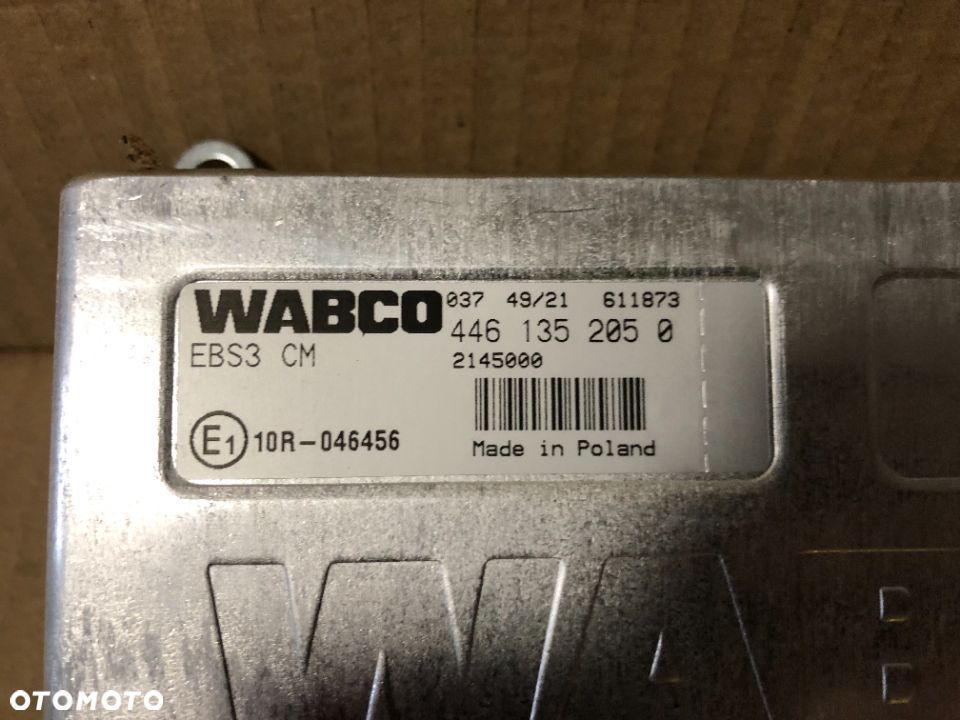 WABCO 037 49/21 611873
446 135 205 0
EBS3 CM
2145000
E1 10R-046456
Made in Poland
WA
OTOMOTO